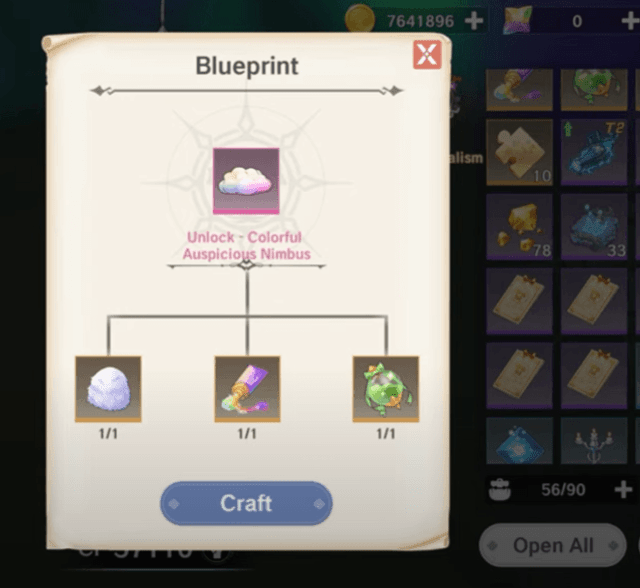 7641896
0
Blueprint
alism
T2
10
Unlock - Colorful
Auspicious Nimbus
78
33
1/1
1/1
1/1
Craft
56/90
Open All